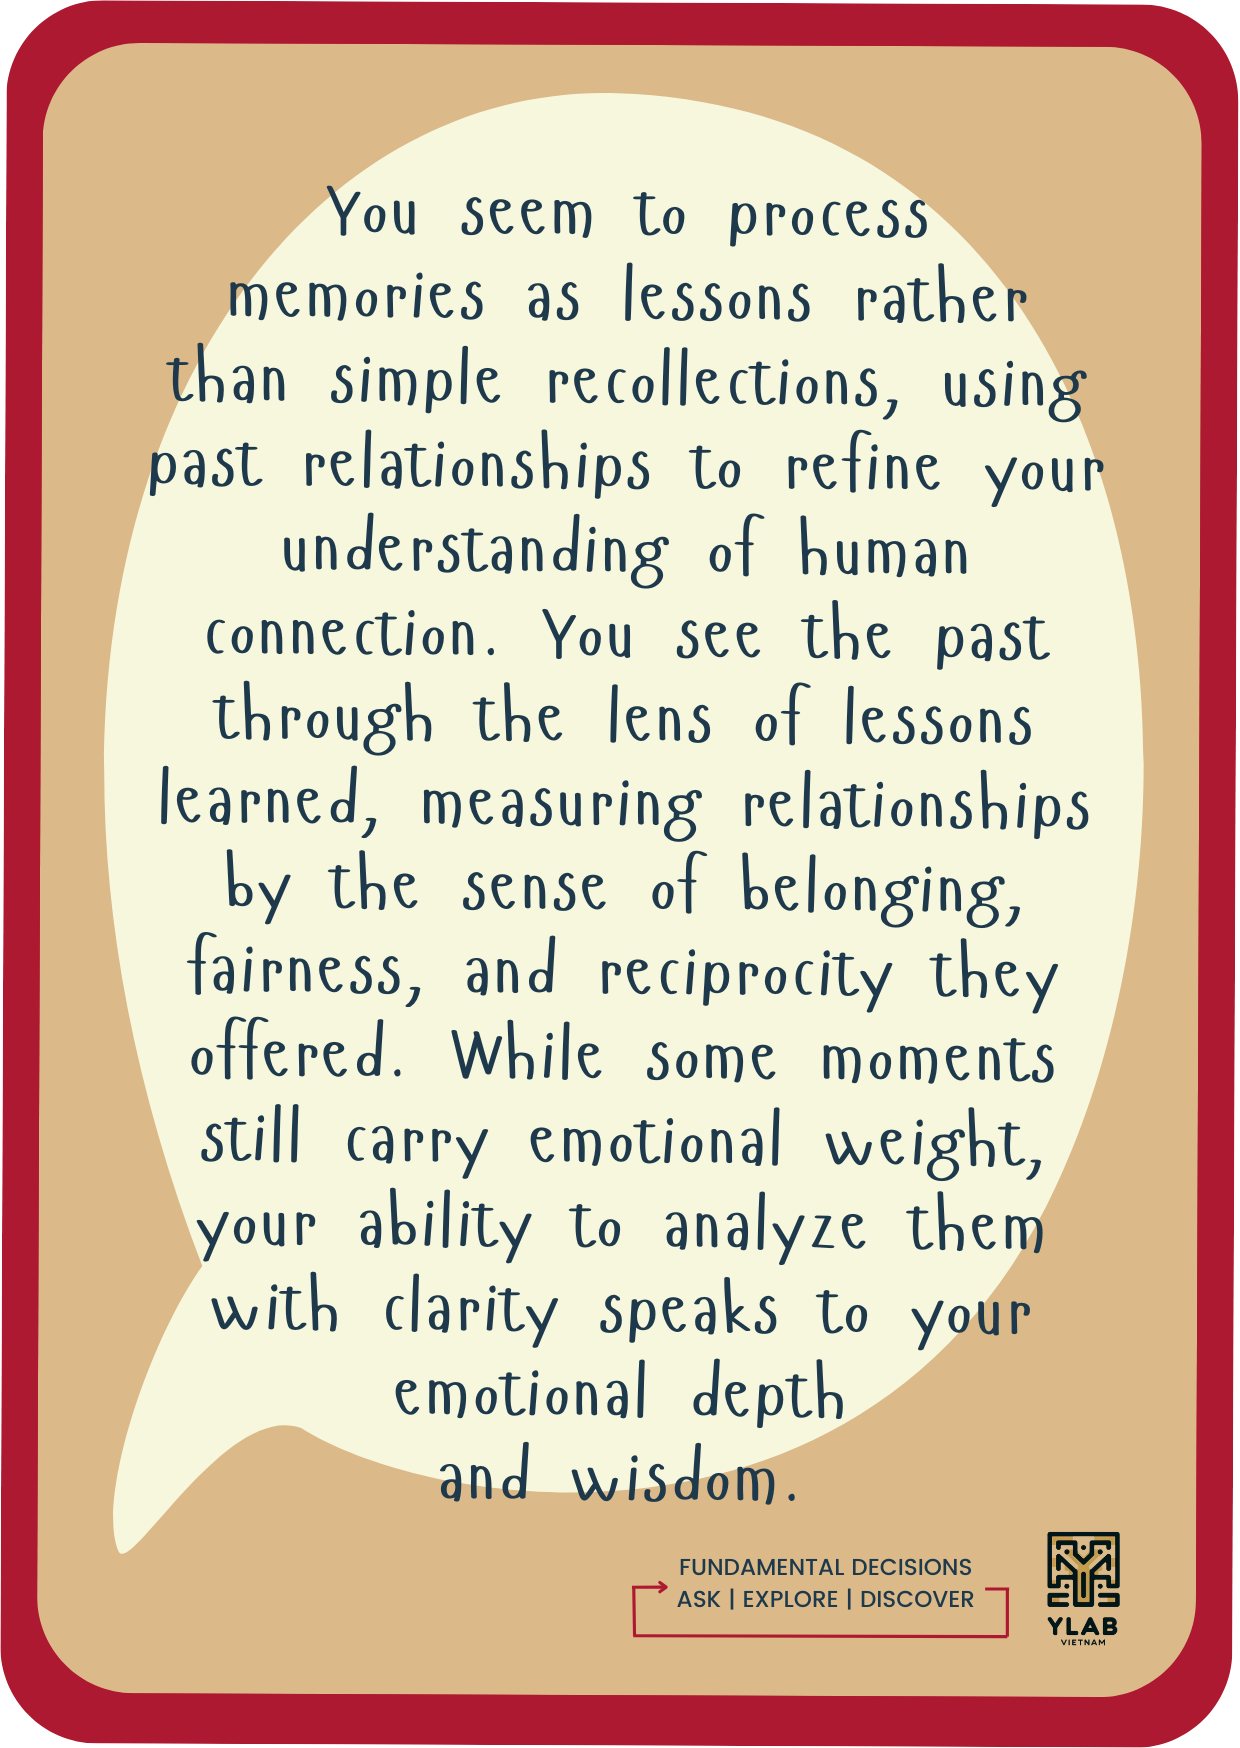 You seem to process
memories as lessons rather
than simple recollections, using
past relationships to refine your
understanding of human
connection. You see the past
through the lens of lessons
learned, measuring relationships
by the sense of belonging,
fairness, and reciprocity they
offered. While some moments
still carry emotional weight,
your ability to analyze them
with clarity speaks to your
emotional depth
and wisdom.
FUNDAMENTAL DECISIONS
ASK | EXPLORE | DISCOVER
YLAB
VIETNAM